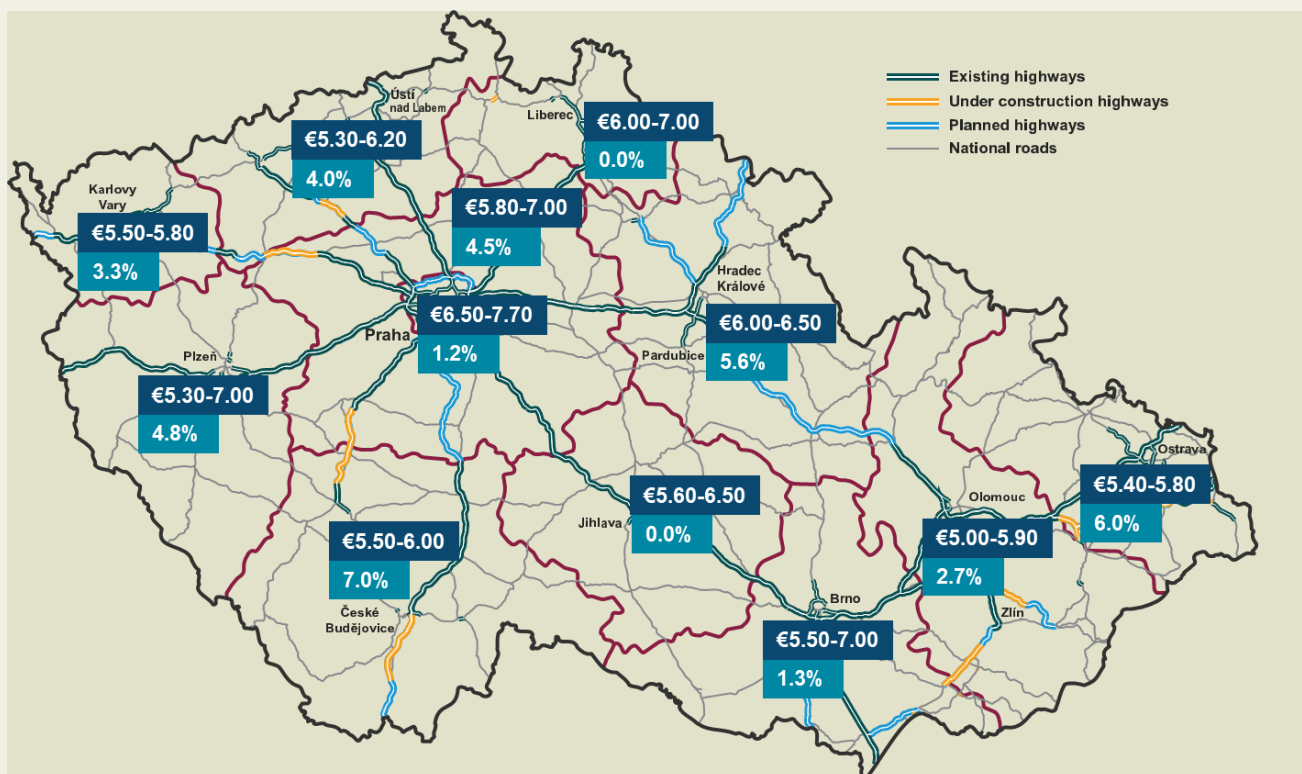 Existing highways
Under construction highways
Planned highways
National roads
Ústí
nad Labem
Liberec
€6.00-7.00
0.0%
€5.30-6.20
4.0%
Karlovy
Vary
€5.50-5.80
3.3%
€5.80-7.00
4.5%
Hradec
Králové
€6.50-7.70
1.2%
Praha
€6.00-6.50
5.6%
Pardubice
Plzeň
€5.30-7.00
4.8%
Ostrava
€5.40-5.80
6.0%
€5.60-6.50
0.0%
Jihlava
Olomouc
€5.00-5.90
2.7%
€5.50-6.00
7.0%
České
Budějovice
Brno
Zlín
€5.50-7.00
1.3%